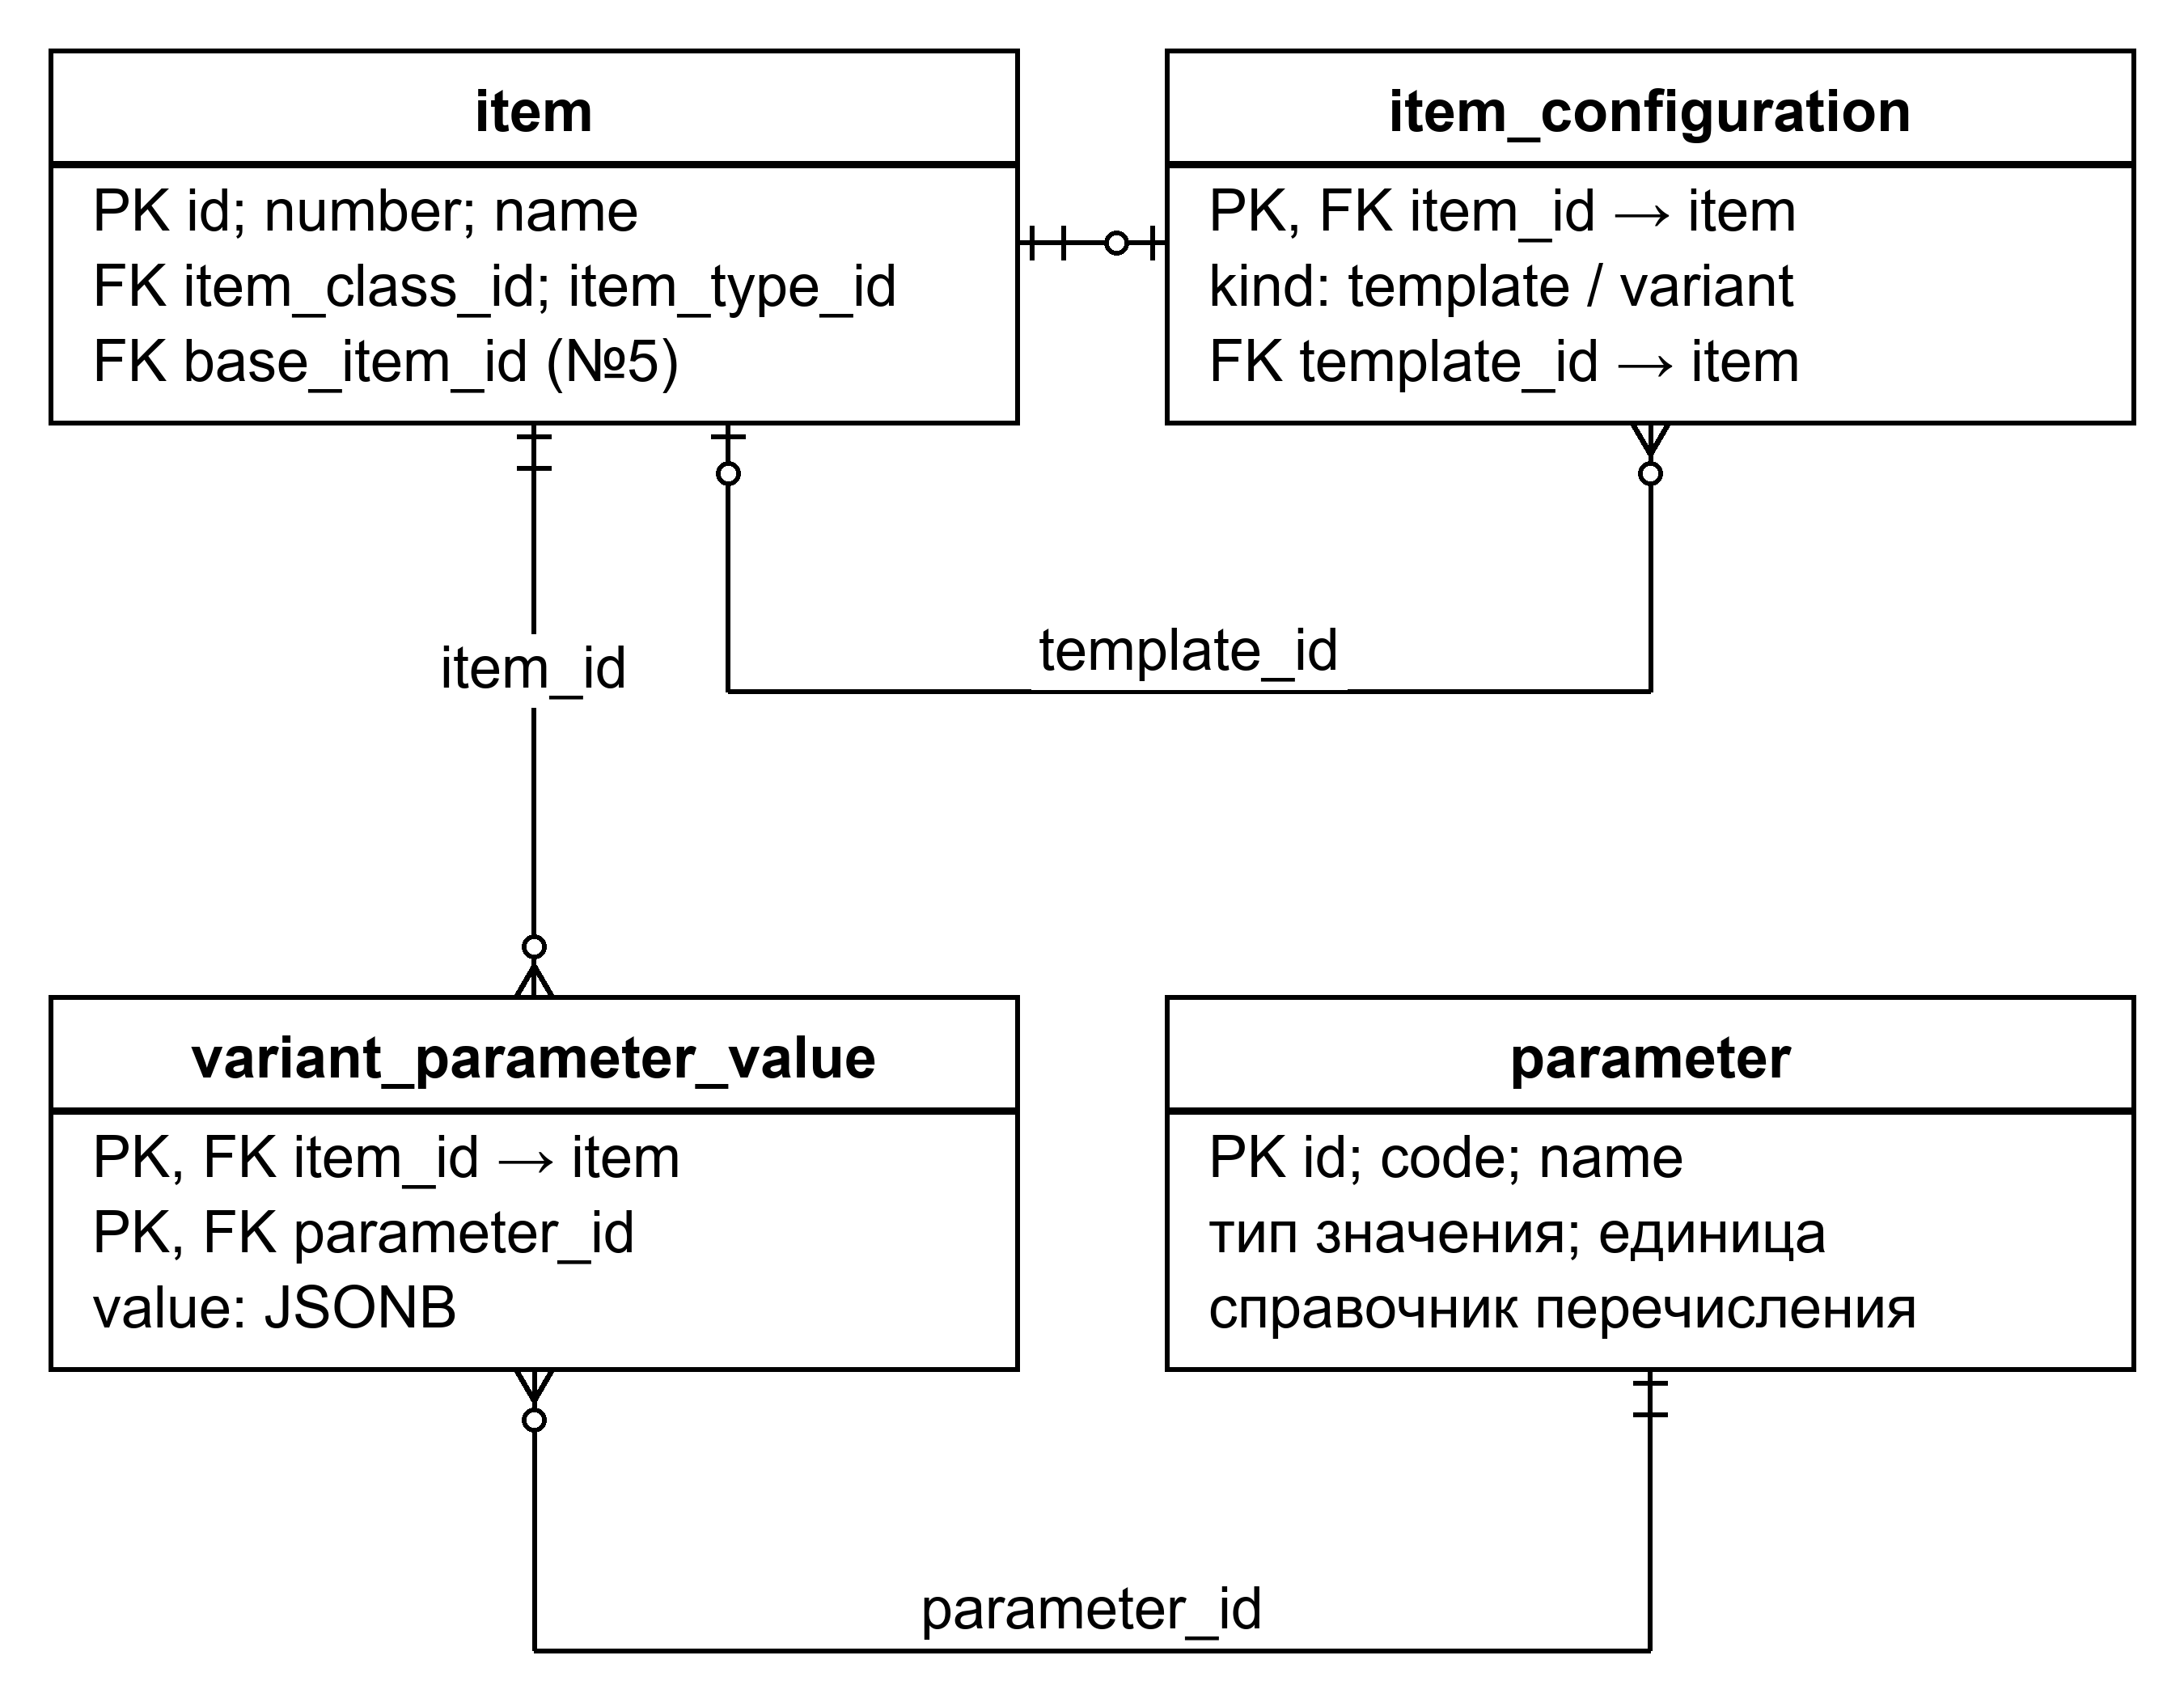 item
PK id; number; name
FK item_class_id; item_type_id
FK base_item_id (№5)
item_configuration
PK, FK item_id → item
kind: template / variant
FK template_id → item
item_id
template_id
variant_parameter_value
PK, FK item_id → item
PK, FK parameter_id
value: JSONB
parameter
PK id; code; name
тип значения; единица
справочник перечисления
parameter_id